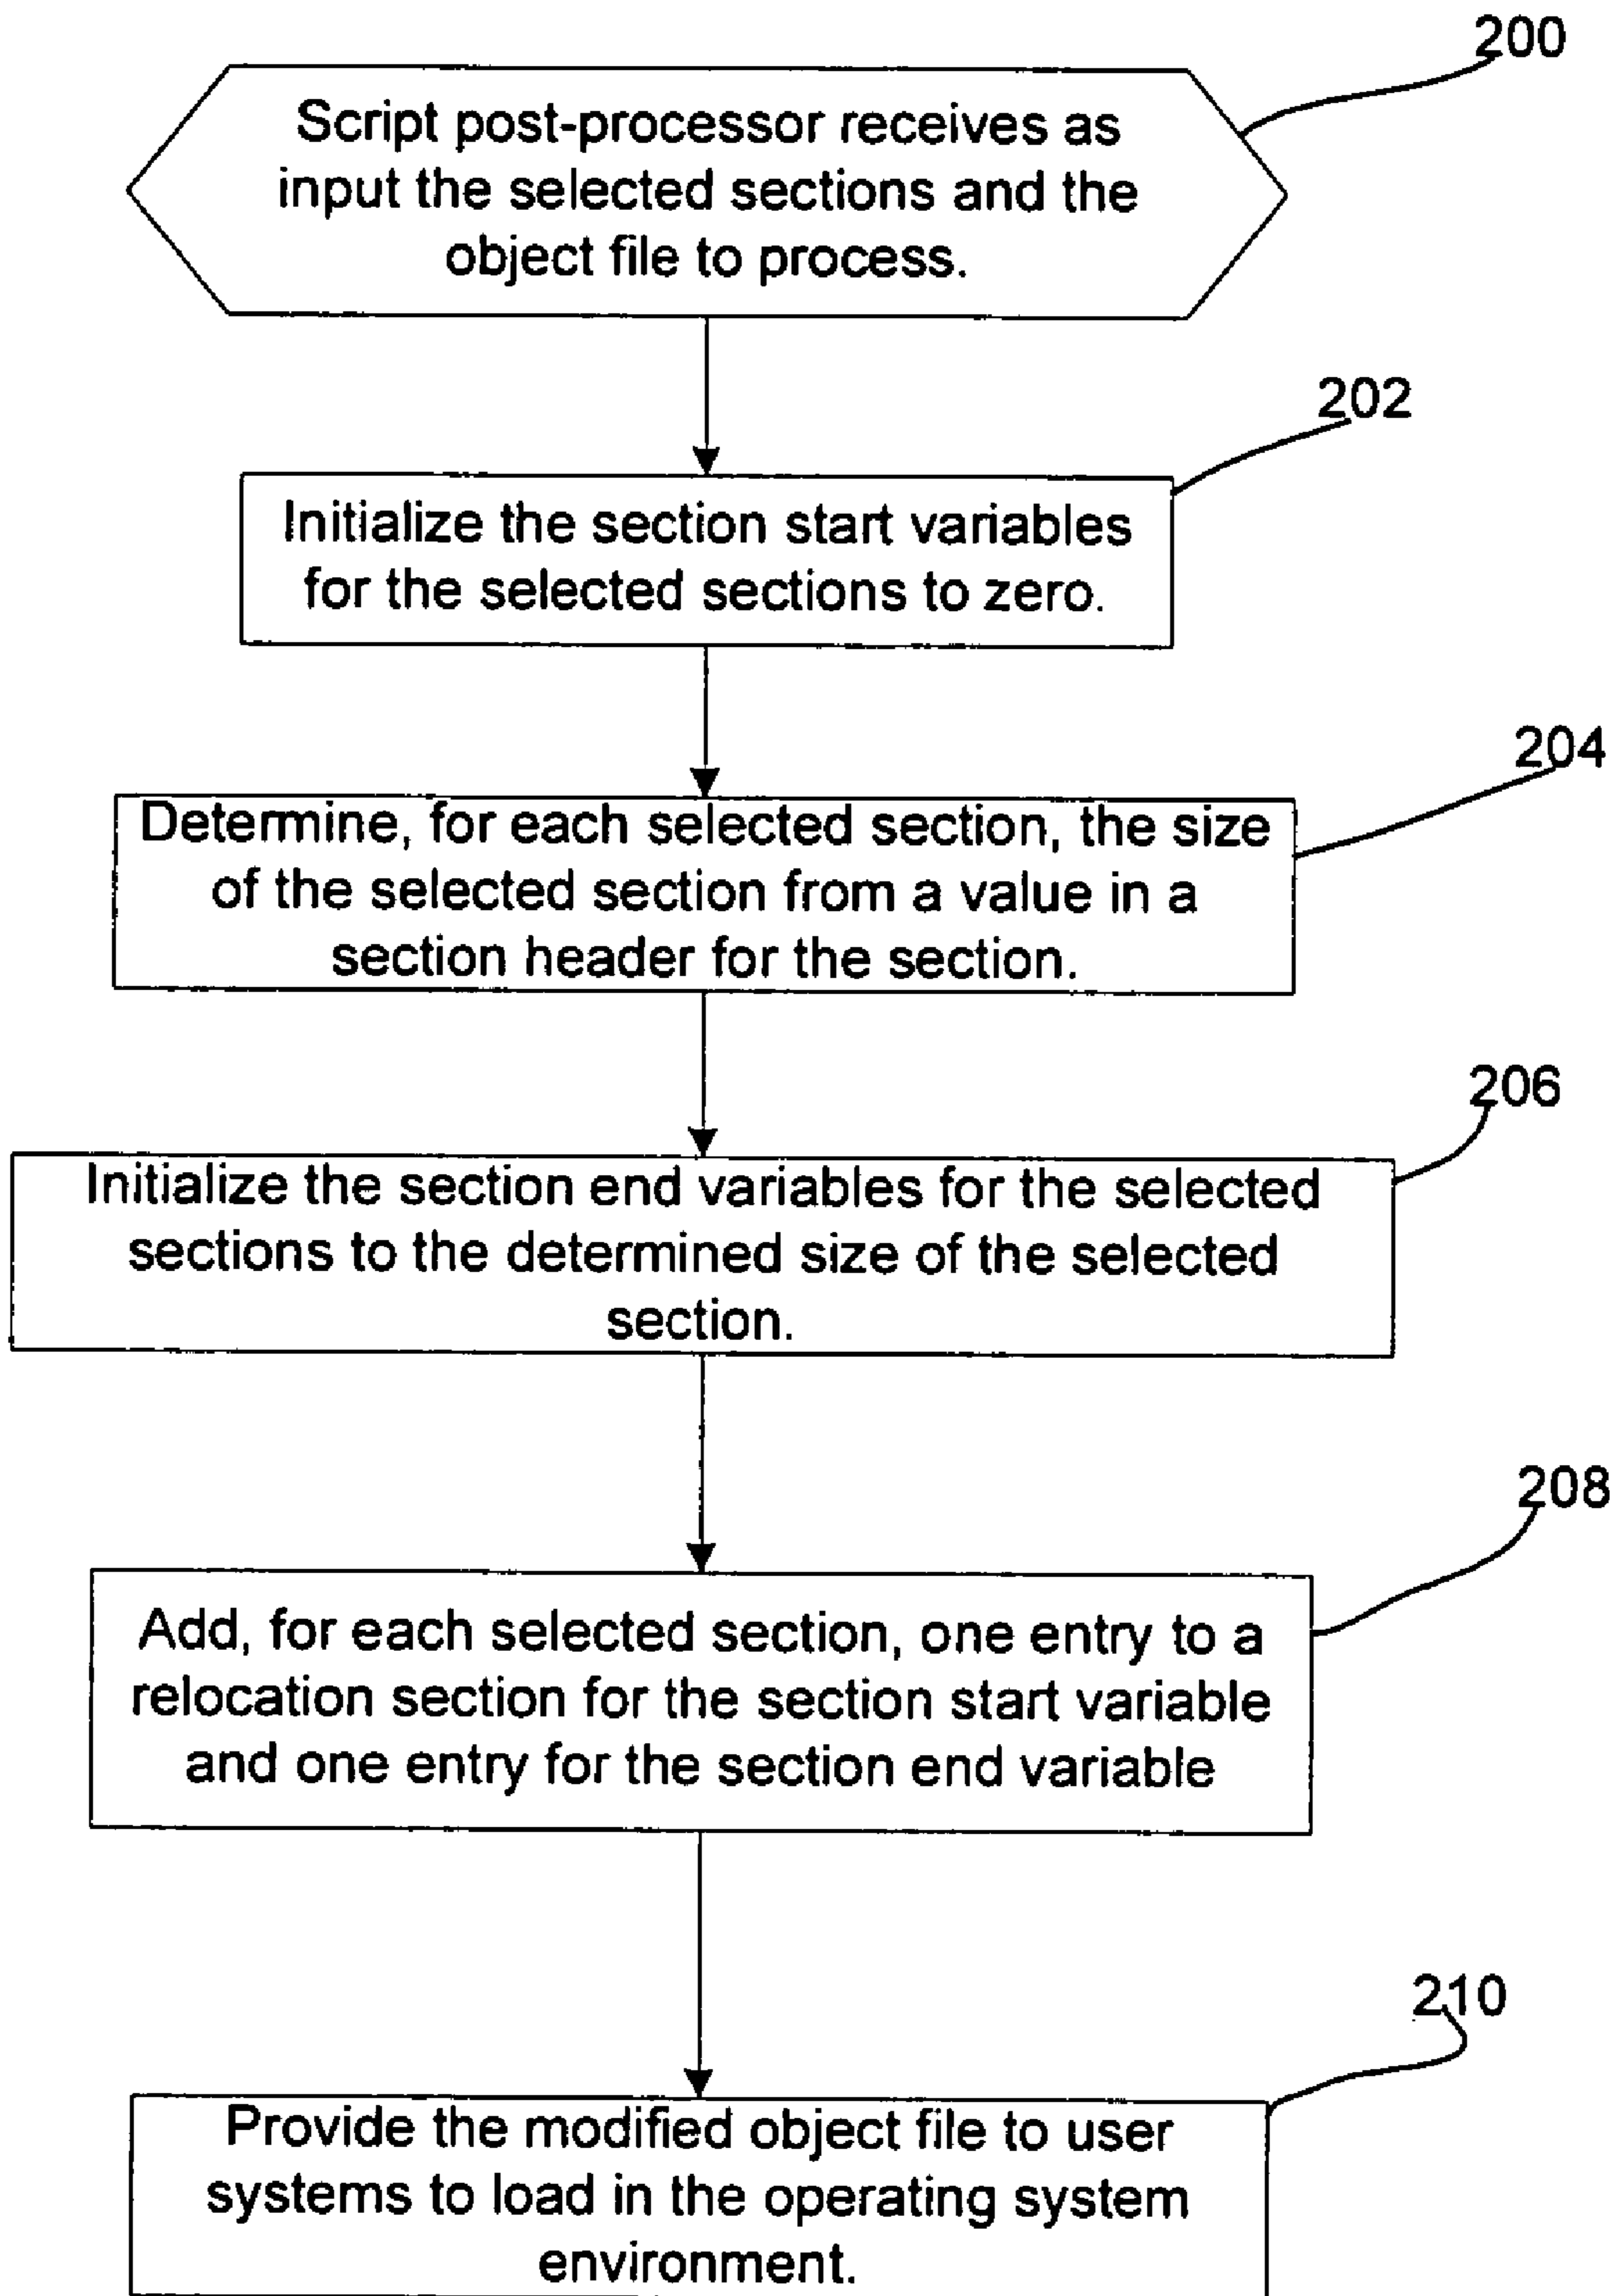 200
Script post-processor receives as
input the selected sections and the
object file to process.
202
Initialize the section start variables
for the selected sections to zero.
204
Determine, for each selected section, the size
of the selected section from a value in a
section header for the section.
206
Initialize the section end variables for the selected
sections to the determined size of the selected
section.
208
Add, for each selected section, one entry to a
relocation section for the section start variable
and one entry for the section end variable
210
Provide the modified object file to user
systems to load in the operating system
environment.